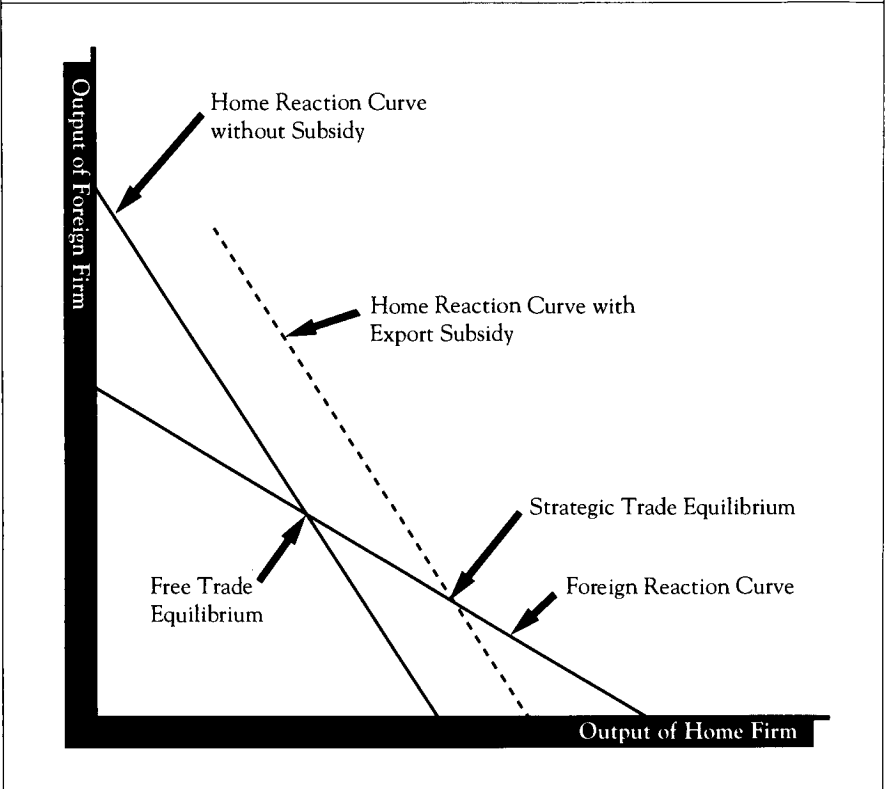 Output of Foreign Firm
Home Reaction Curve
without Subsidy
Home Reaction Curve with
Export Subsidy
Strategic Trade Equilibrium
Free Trade
Equilibrium
Foreign Reaction Curve
Output of Home Firm